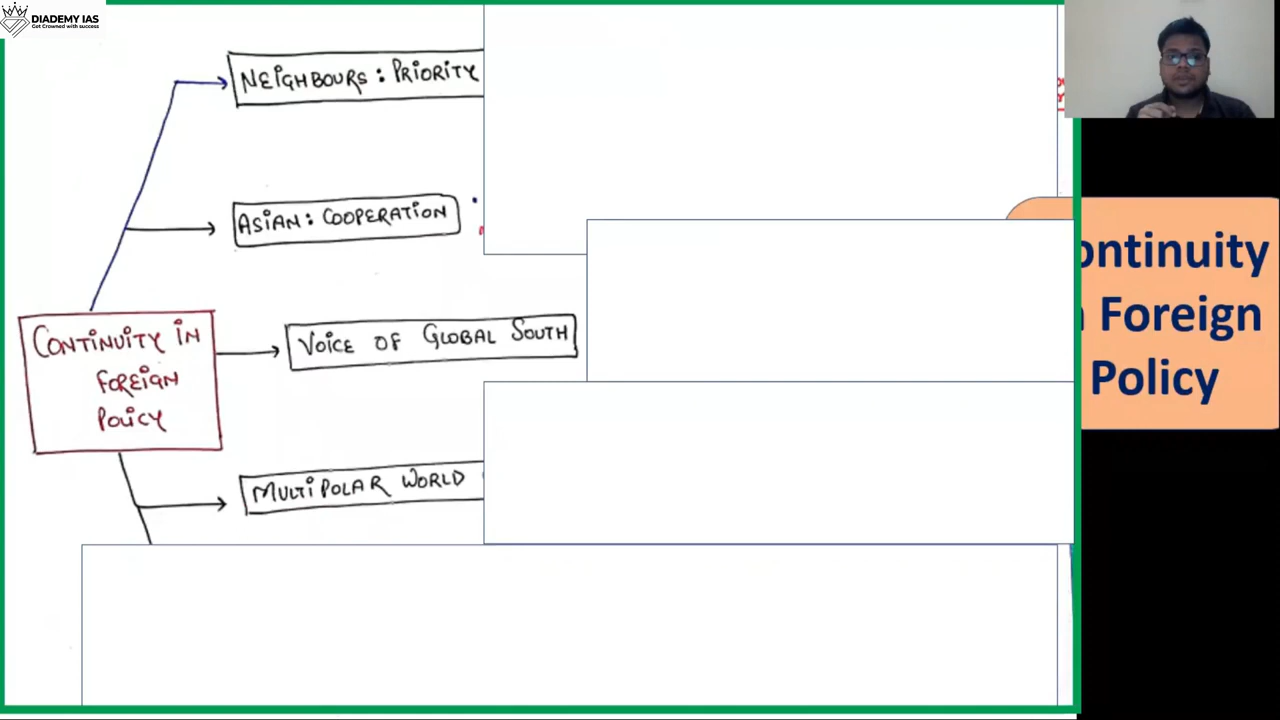 DIADEMY IAS
Get Crowned with success
NEIGHBOURS : PRIORITY
ASIAN : COOPERATION
CONTINUITY IN
FOREIGN
POLICY
VOICE OF GLOBAL SOUTH
MULTIPOLAR WORLD
ontinuity
Foreign
Policy